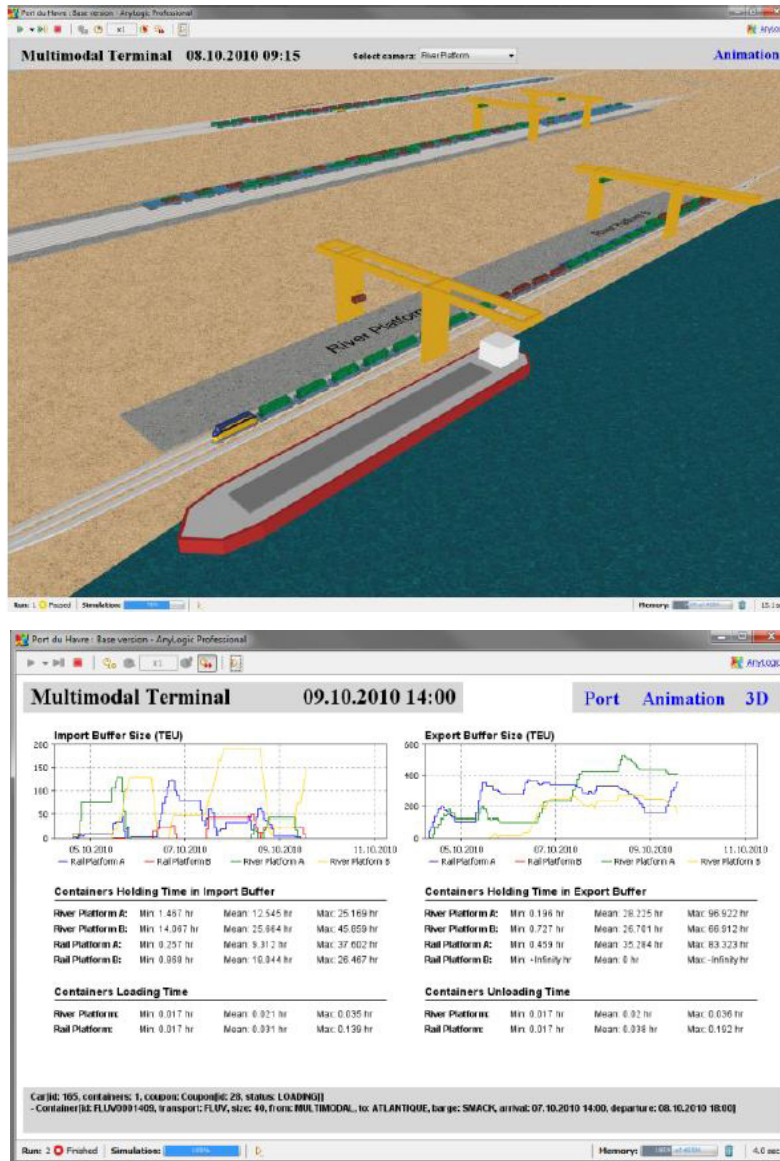 Port du Havre : Base version - AnyLogic Professional
x1
AnyLogic
Multimodal Terminal 08.10.2010 09:15 Select camera: River Platform Animation
River Platform B
River Platform
Run: 1 Paused Simulation: Memory:
Port du Havre : Base version - AnyLogic Professional
x1
AnyLogic
Multimodal Terminal 09.10.2010 14:00 Port Animation 3D
Import Buffer Size (TEU) Export Buffer Size (TEU)
200 600
150
400
100
200
50
0 0
05.10.2010 07.10.2010 09.10.2010 11.10.2010 05.10.2010 07.10.2010 09.10.2010 11.10.2010
Rail Platform A Rail Platform B River Platform A River Platform B Rail Platform A Rail Platform B River Platform A River Platform B
Containers Holding Time in Import Buffer Containers Holding Time in Export Buffer
River Platform A: Min: 1.467 hr Mean: 12.545 hr Max: 25.169 hr River Platform A: Min: 0.196 hr Mean: 28.225 hr Max: 96.922 hr
River Platform B: Min: 14.067 hr Mean: 25.664 hr Max: 45.859 hr River Platform B: Min: 0.727 hr Mean: 26.701 hr Max: 66.912 hr
Rail Platform A: Min: 0.257 hr Mean: 9.312 hr Max: 37.602 hr Rail Platform A: Min: 0.459 hr Mean: 35.284 hr Max: 83.323 hr
Rail Platform B: Min: 0.868 hr Mean: 18.044 hr Max: 26.467 hr Rail Platform B: Min: +Infinity hr Mean: 0 hr Max: -Infinity hr
Containers Loading Time Containers Unloading Time
River Platform: Min: 0.017 hr Mean: 0.021 hr Max: 0.035 hr River Platform: Min: 0.017 hr Mean: 0.02 hr Max: 0.036 hr
Rail Platform: Min: 0.017 hr Mean: 0.031 hr Max: 0.139 hr Rail Platform: Min: 0.017 hr Mean: 0.038 hr Max: 0.192 hr
Car[id: 165, containers: 1, coupon: Coupon[id: 28, status: LOADING]]
- Container[id: FLUV0001409, transport: FLUV, size: 40, from: MULTIMODAL, to: ATLANTIQUE, barge: SMACK, arrival: 07.10.2010 14:00, departure: 08.10.2010 18:00]
Run: 2 Finished Simulation: 100% Memory: 4.0 sec